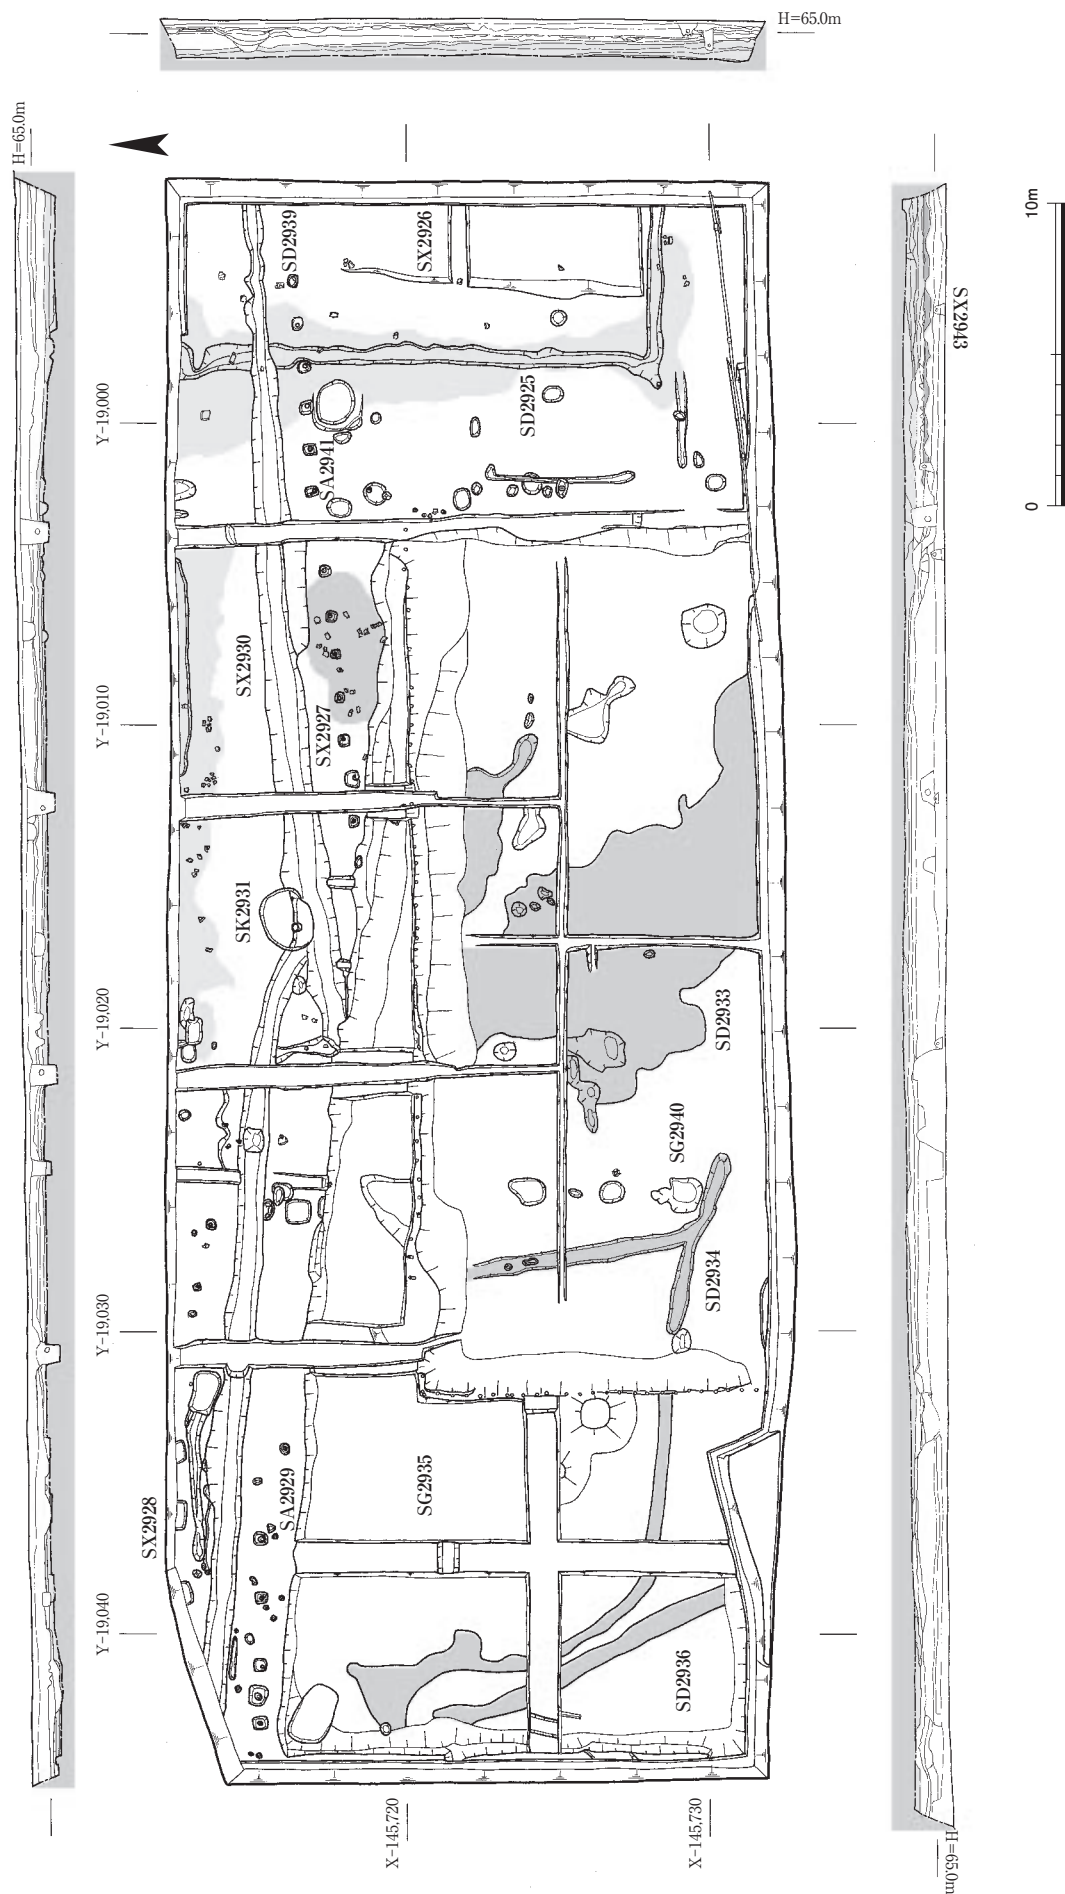 H=65.0m
H=65.0m
10m
0
SD2939
SX2926
SX2943
Y-19,000
SD2925
SA2941
SX2930
SX2927
Y-19,010
SK2931
Y-19,020
SD2933
SG2940
SD2934
Y-19,030
SX2928
SA2929
SG2935
Y-19,040
SD2936
X-145,720
X-145,730
H=65.0m